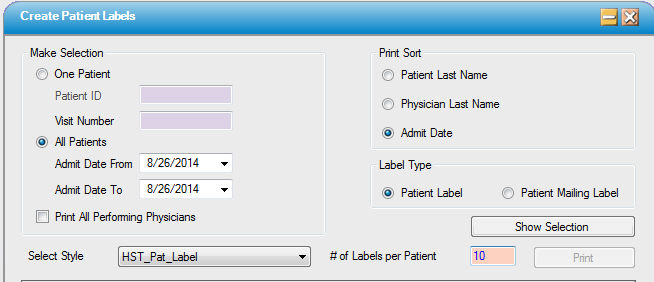 Create Patient Labels
Make Selection
One Patient
Patient ID
Visit Number
All Patients
Admit Date From 8/26/2014
Admit Date To 8/26/2014
Print All Performing Physicians
Print Sort
Patient Last Name
Physician Last Name
Admit Date
Label Type
Patient Label Patient Mailing Label
Show Selection
Select Style HST_Pat_Label # of Labels per Patient 10 Print